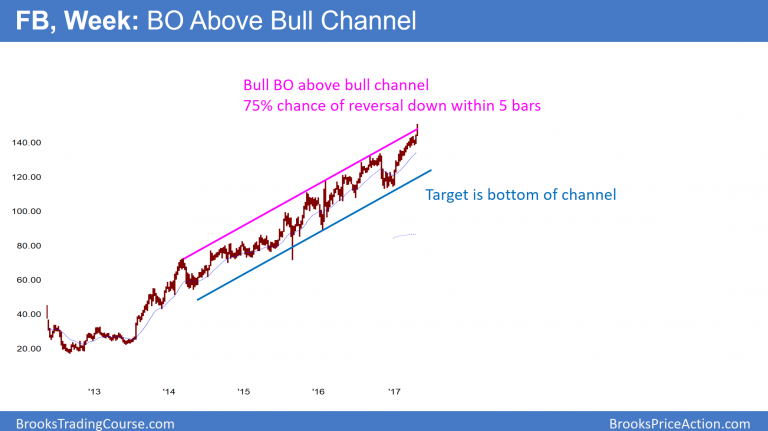 FB, Week: BO Above Bull Channel
Bull BO above bull channel
75% chance of reversal down within 5 bars
140.00
120.00
Target is bottom of channel
100.00
80.00
60.00
40.00
20.00
'13 '14 '15 '16 '17
BrooksTradingCourse.com BrooksPriceAction.com